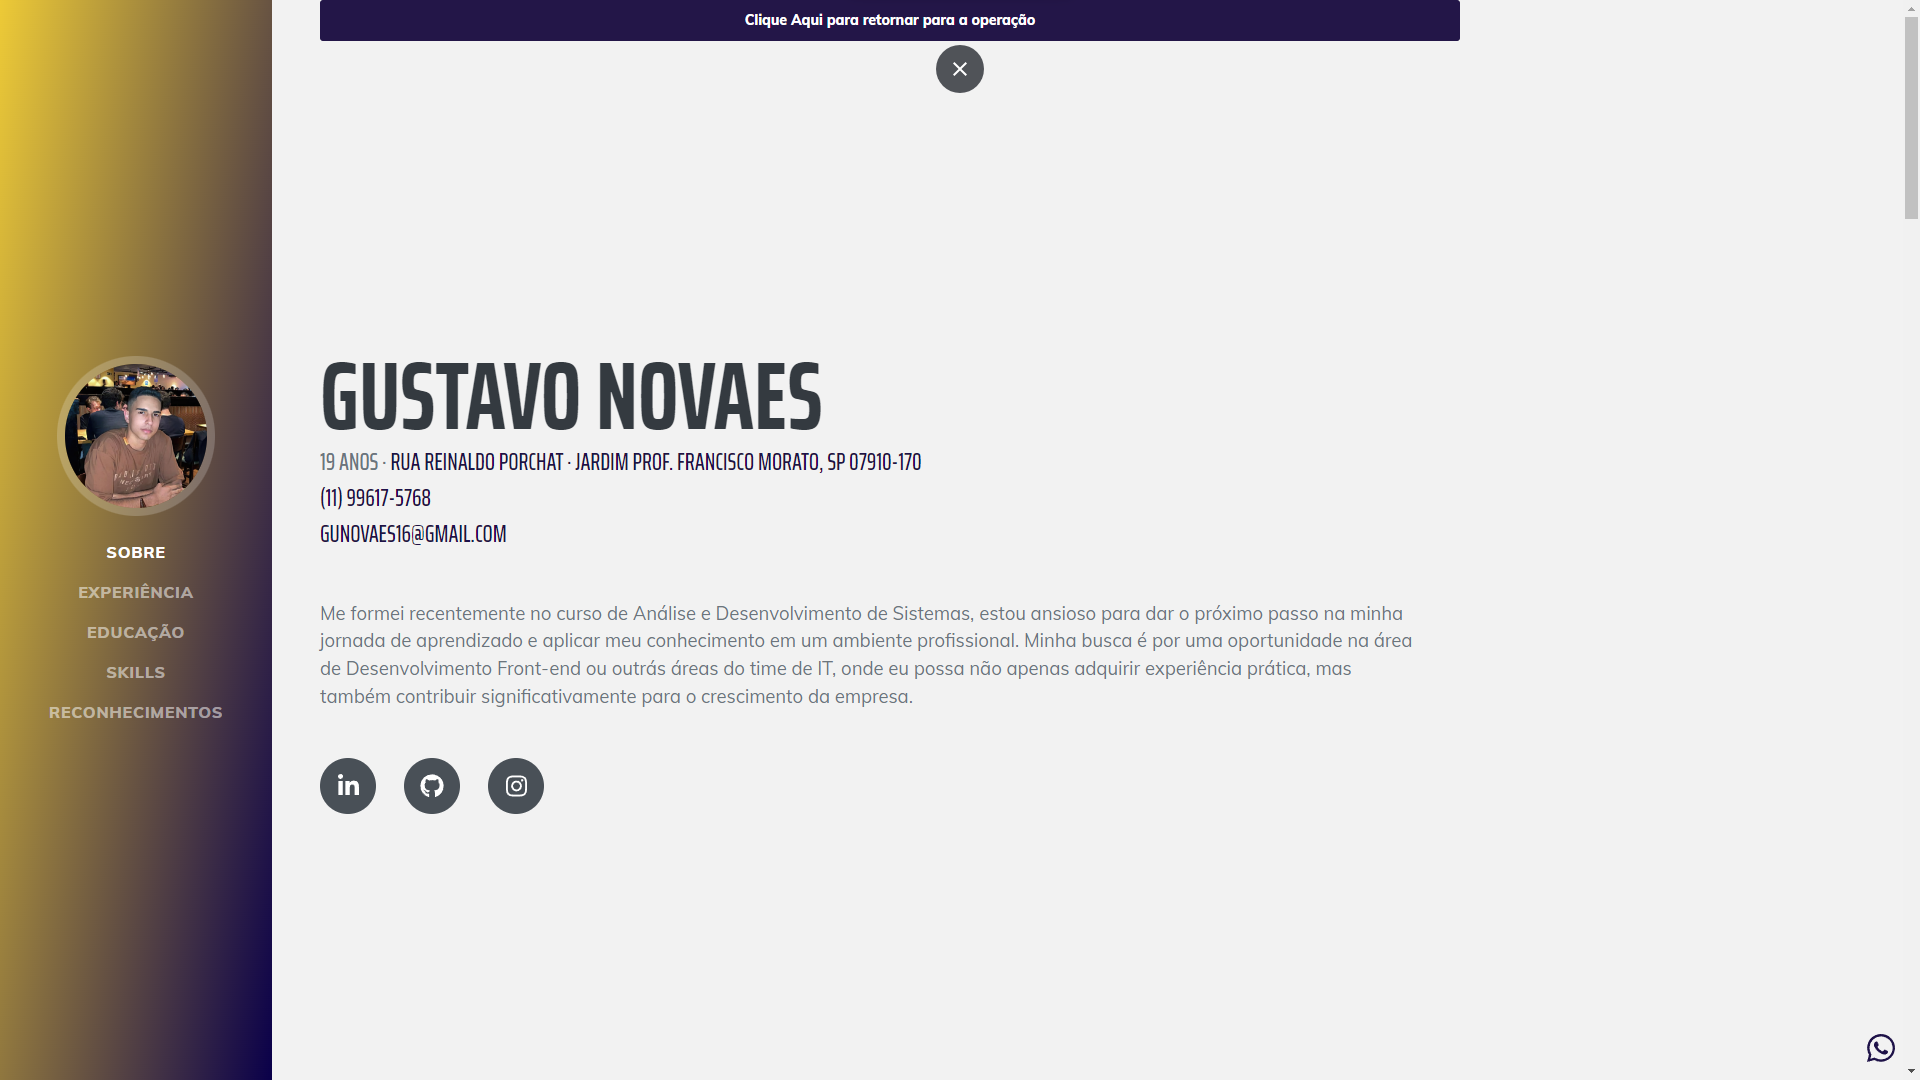 Clique Aqui para retornar para a operação
GUSTAVO NOVAES
19 ANOS · RUA REINALDO PORCHAT · JARDIM PROF. FRANCISCO MORATO, SP 07910-170
(11) 99617-5768
GUNOVAES16@GMAIL.COM
SOBRE
EXPERIÊNCIA
EDUCAÇÃO
SKILLS
RECONHECIMENTOS
Me formei recentemente no curso de Análise e Desenvolvimento de Sistemas, estou ansioso para dar o próximo passo na minha
jornada de aprendizado e aplicar meu conhecimento em um ambiente profissional. Minha busca é por uma oportunidade na área
de Desenvolvimento Front-end ou outrás áreas do time de IT, onde eu possa não apenas adquirir experiência prática, mas
também contribuir significativamente para o crescimento da empresa.
in